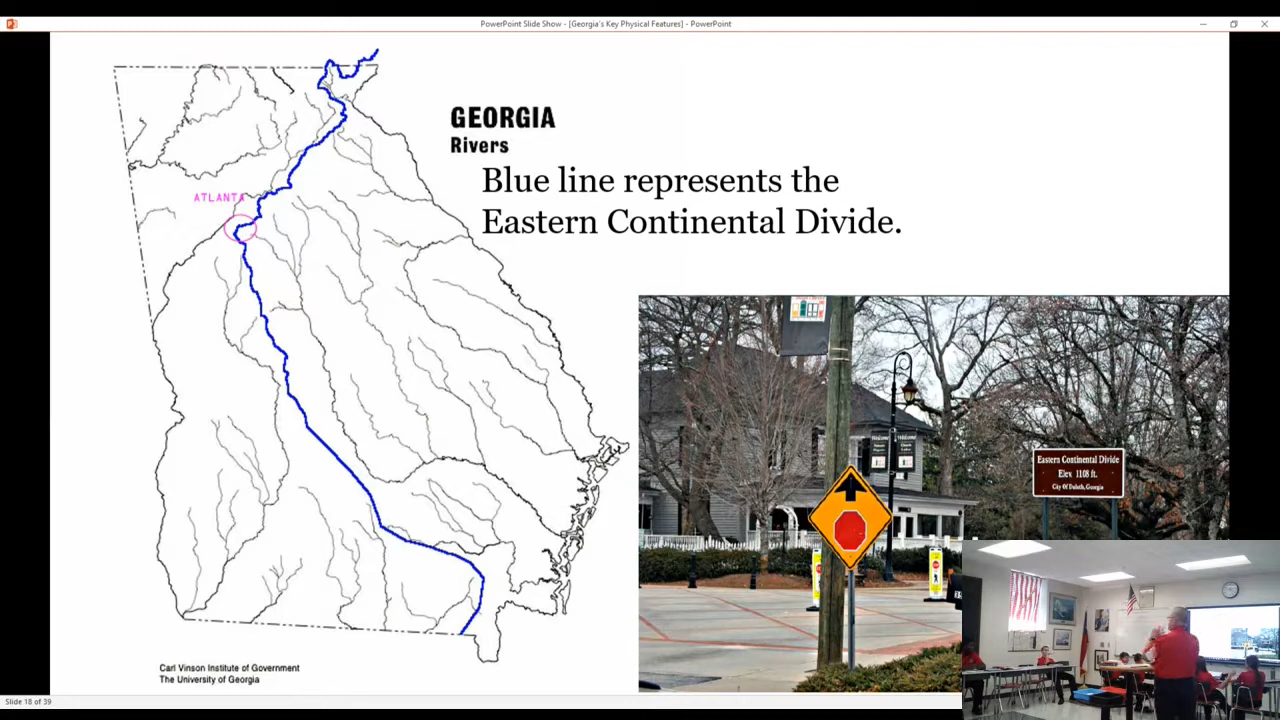 PowerPoint Slide Show - [Georgia's Key Physical Features] - PowerPoint
GEORGIA
Rivers
Blue line represents the
Eastern Continental Divide.
ATLANTA
Eastern Continental Divide
Elev. 1108 ft.
City Of Duluth, Georgia
Carl Vinson Institute of Government
The University of Georgia
Slide 18 of 39